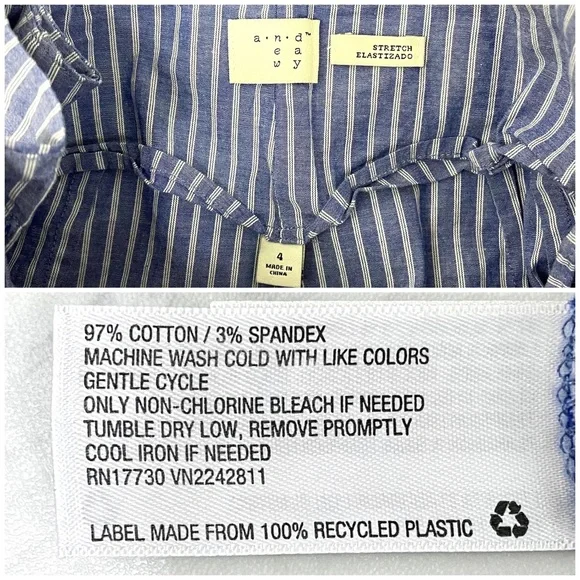 a·n·d™
e a
w y
STRETCH
ELASTIZADO
4
MADE IN
CHINA
97% COTTON / 3% SPANDEX
MACHINE WASH COLD WITH LIKE COLORS
GENTLE CYCLE
ONLY NON-CHLORINE BLEACH IF NEEDED
TUMBLE DRY LOW, REMOVE PROMPTLY
COOL IRON IF NEEDED
RN17730 VN2242811
LABEL MADE FROM 100% RECYCLED PLASTIC